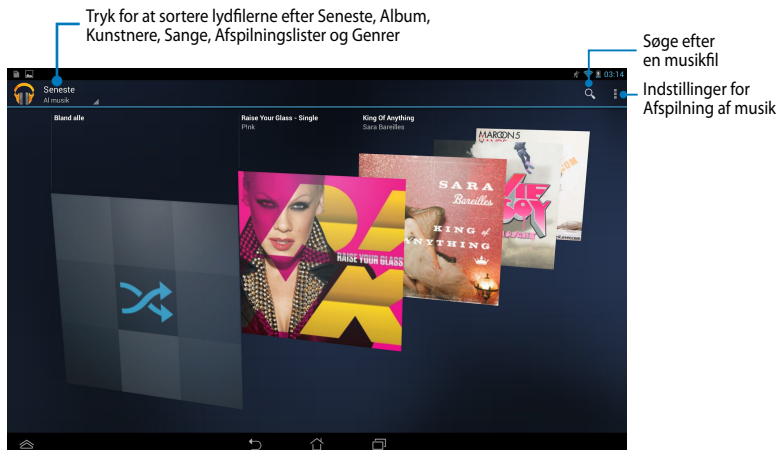 Tryk for at sortere lydfilerne efter Seneste, Album,
Kunstnere, Sange, Afspilningslister og Genrer
Søge efter
en musikfil
Indstillinger for
Afspilning af musik
03:14
Seneste
Al musik
Bland alle
Raise Your Glass - Single
P!nk
King Of Anything
Sara Bareilles
RAISE YOUR GLASS
SARA
Bareilles
KING of
ANYTHING
MAROON 5